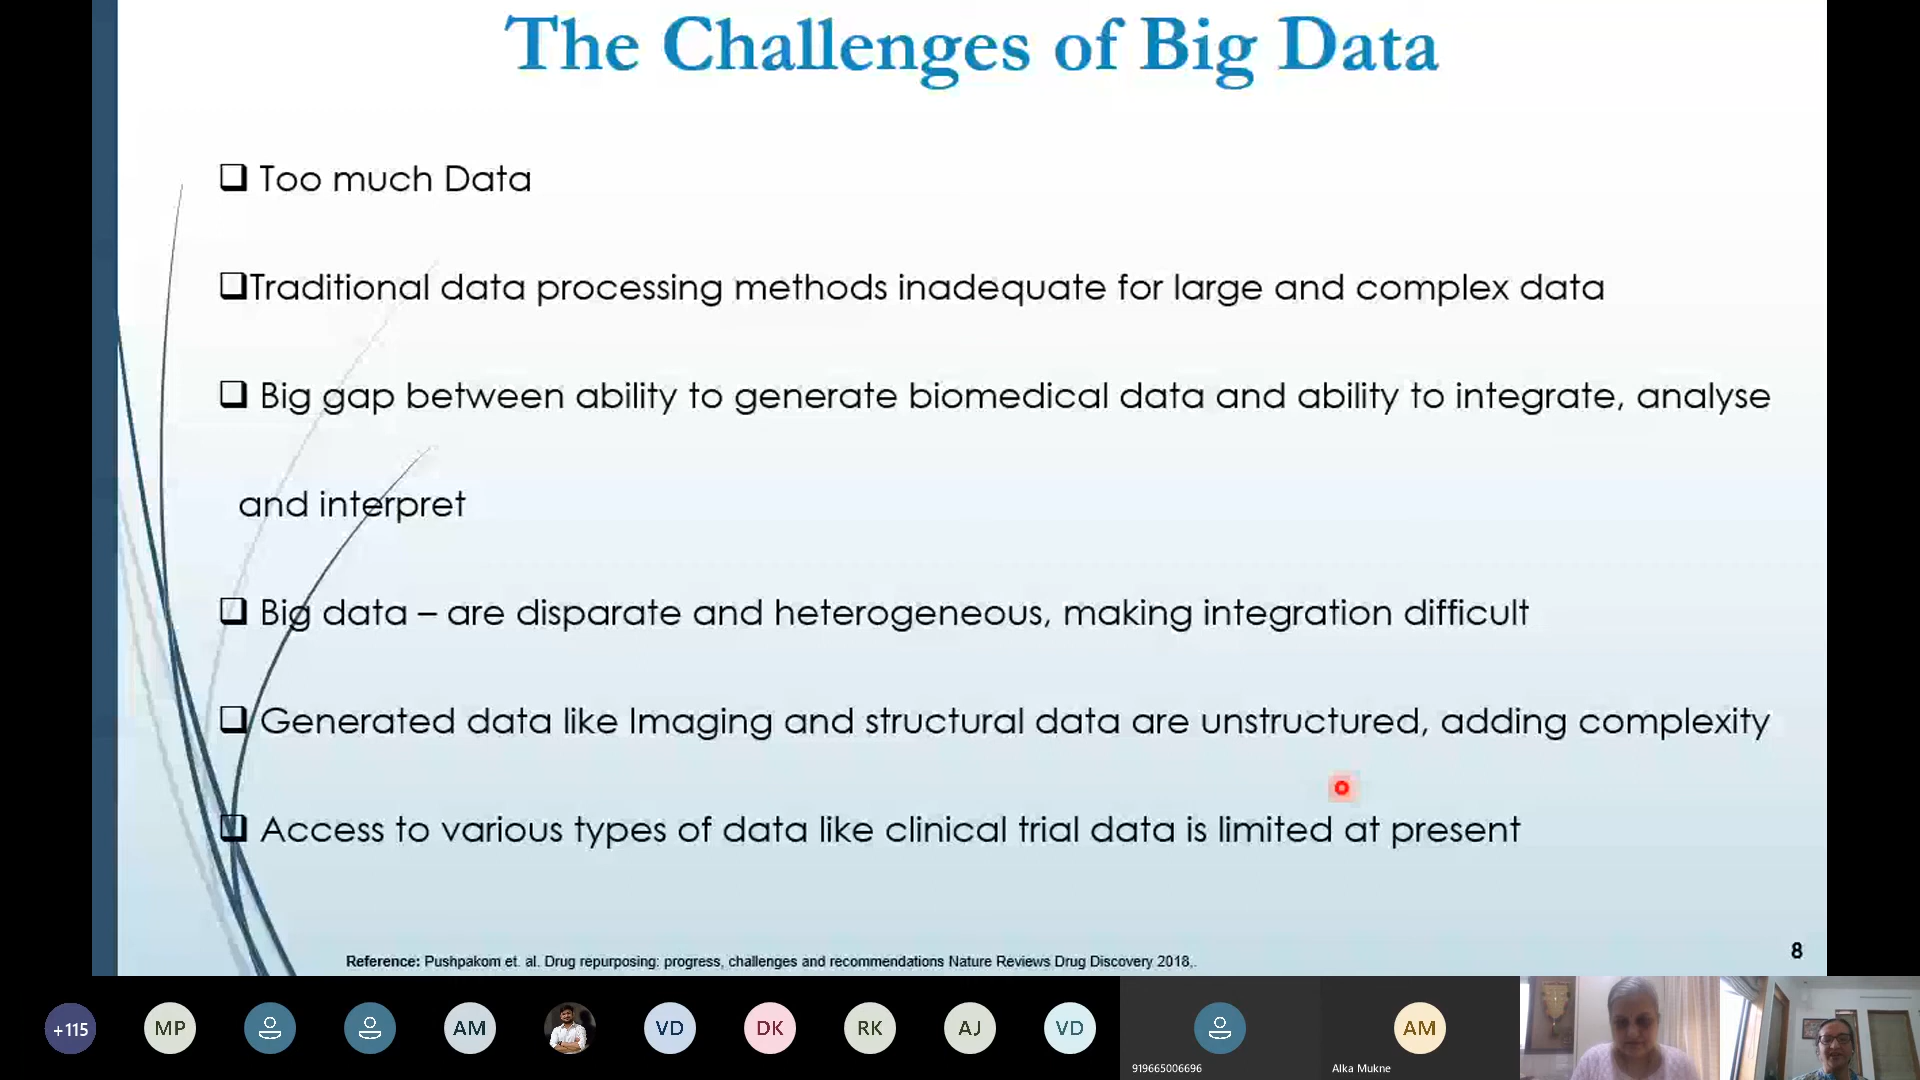 The Challenges of Big Data
Too much Data
Traditional data processing methods inadequate for large and complex data
Big gap between ability to generate biomedical data and ability to integrate, analyse
and interpret
Big data – are disparate and heterogeneous, making integration difficult
Generated data like Imaging and structural data are unstructured, adding complexity
Access to various types of data like clinical trial data is limited at present
Reference: Pushpakom et. al. Drug repurposing: progress, challenges and recommendations Nature Reviews Drug Discovery 2018,.
8
+115
MP
AM
VD
DK
RK
AJ
VD
919665006696
AM
Alka Mukne